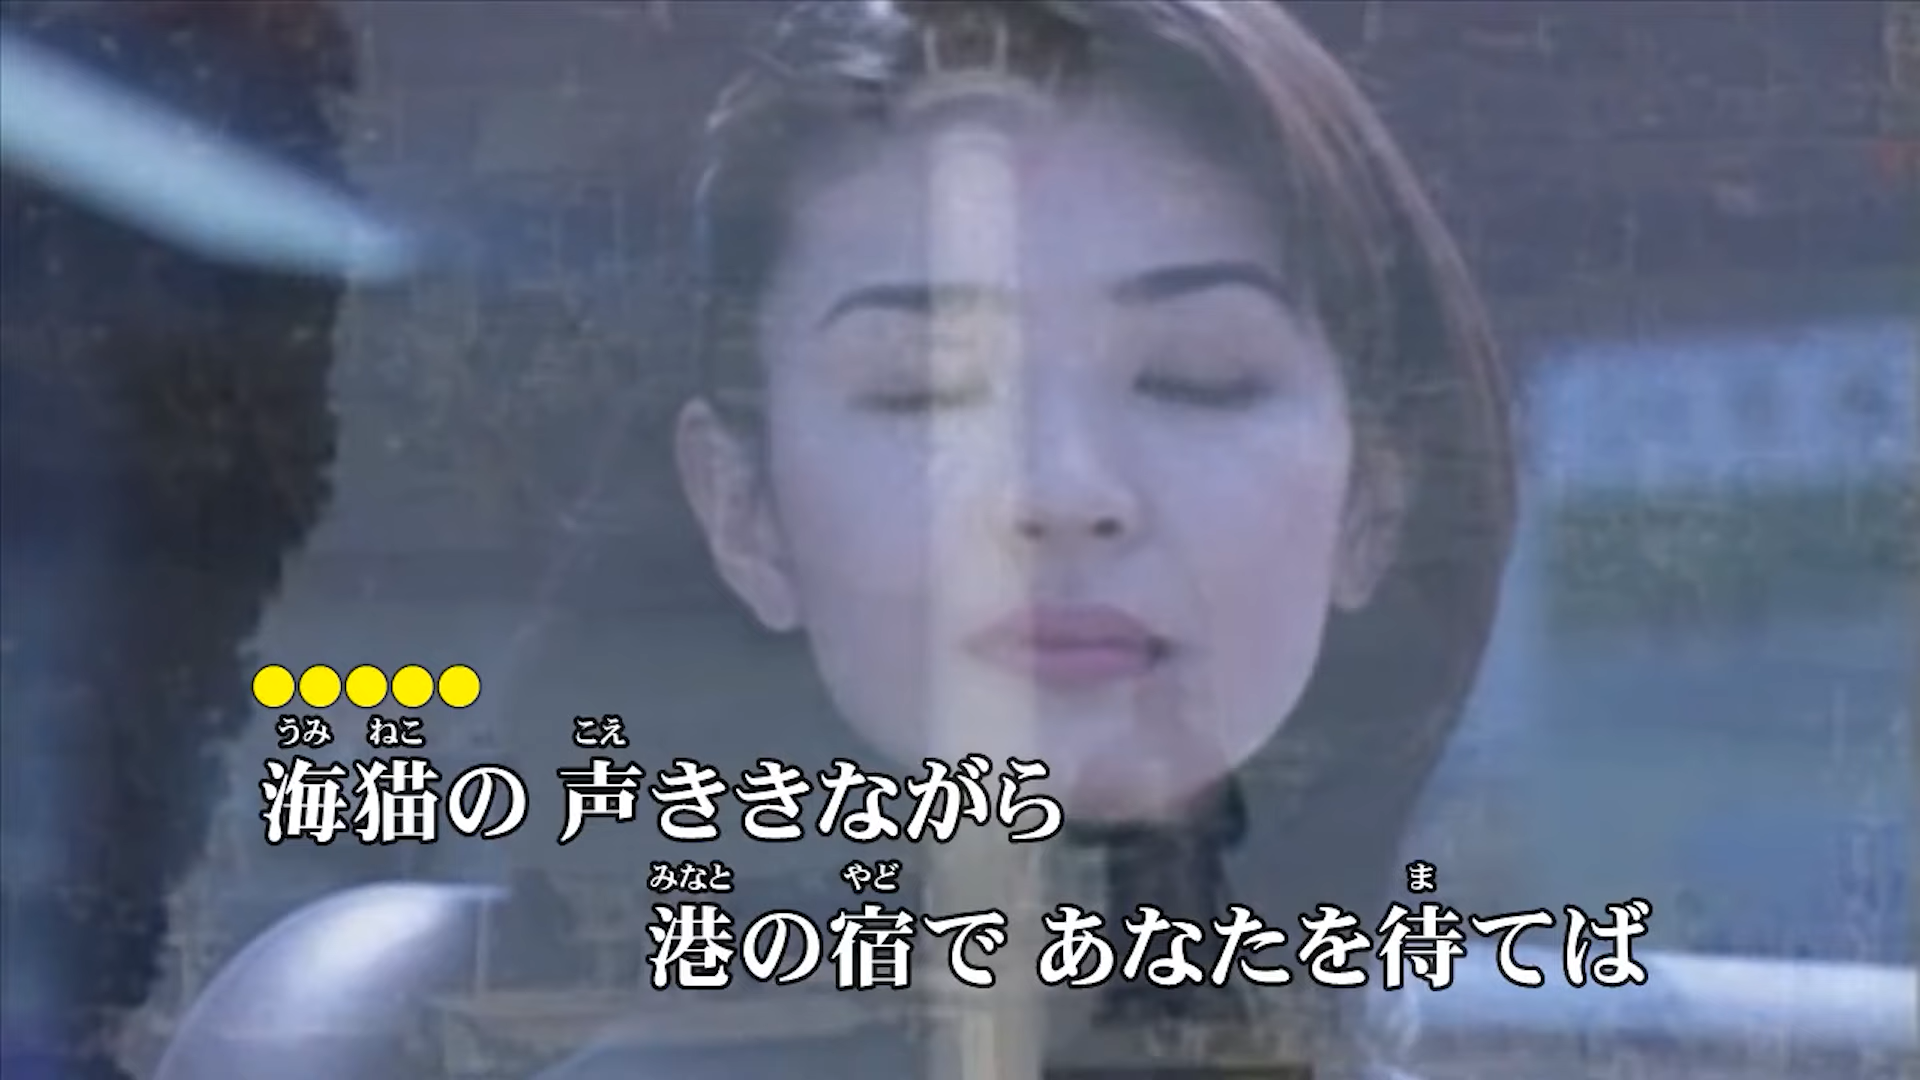 うみ ねこ こえ
海猫の 声ききながら
みなと やど ま
港の宿で あなたを待てば